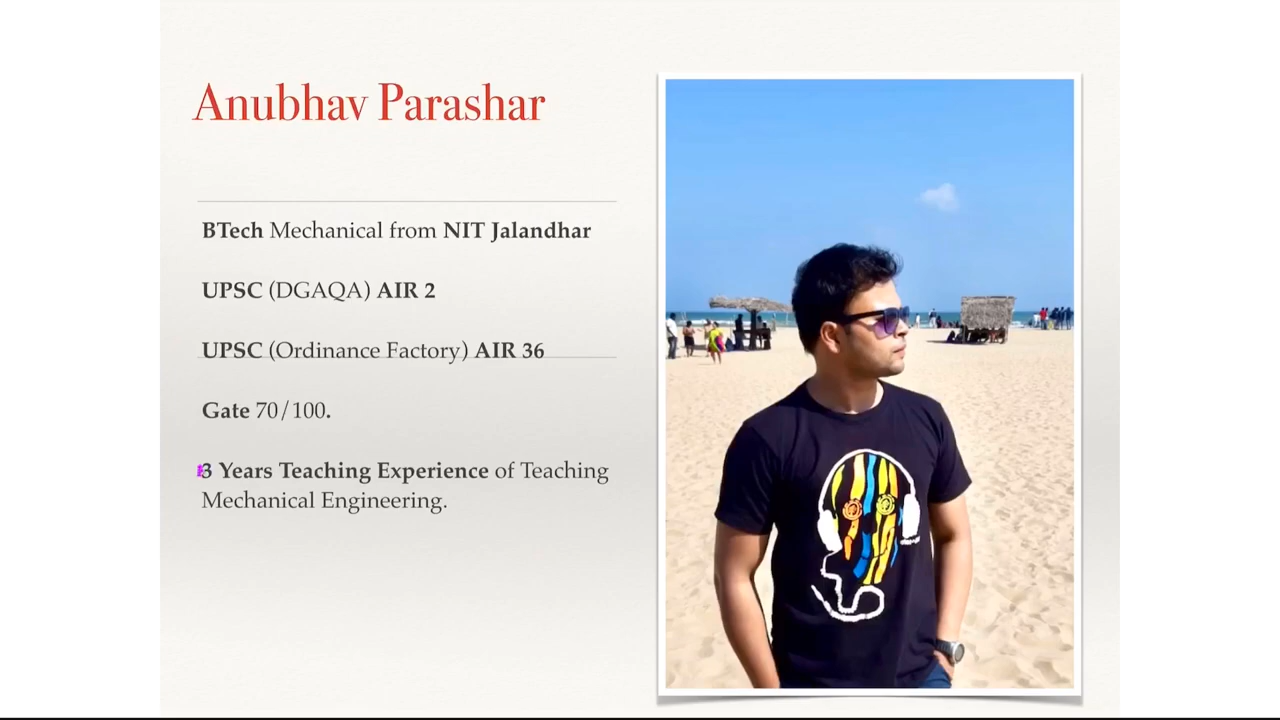 Anubhav Parashar
BTech Mechanical from NIT Jalandhar
UPSC (DGAQA) AIR 2
UPSC (Ordinance Factory) AIR 36
Gate 70/100.
3 Years Teaching Experience of Teaching
Mechanical Engineering.